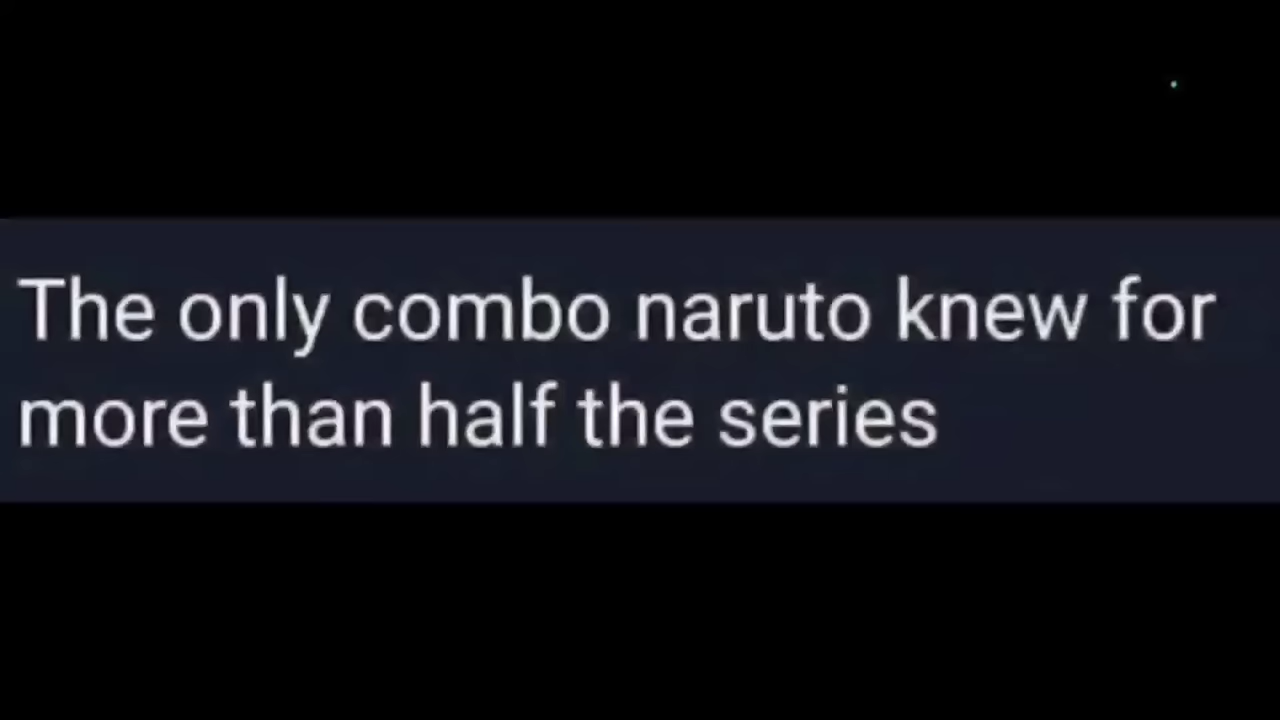 The only combo naruto knew for
more than half the series